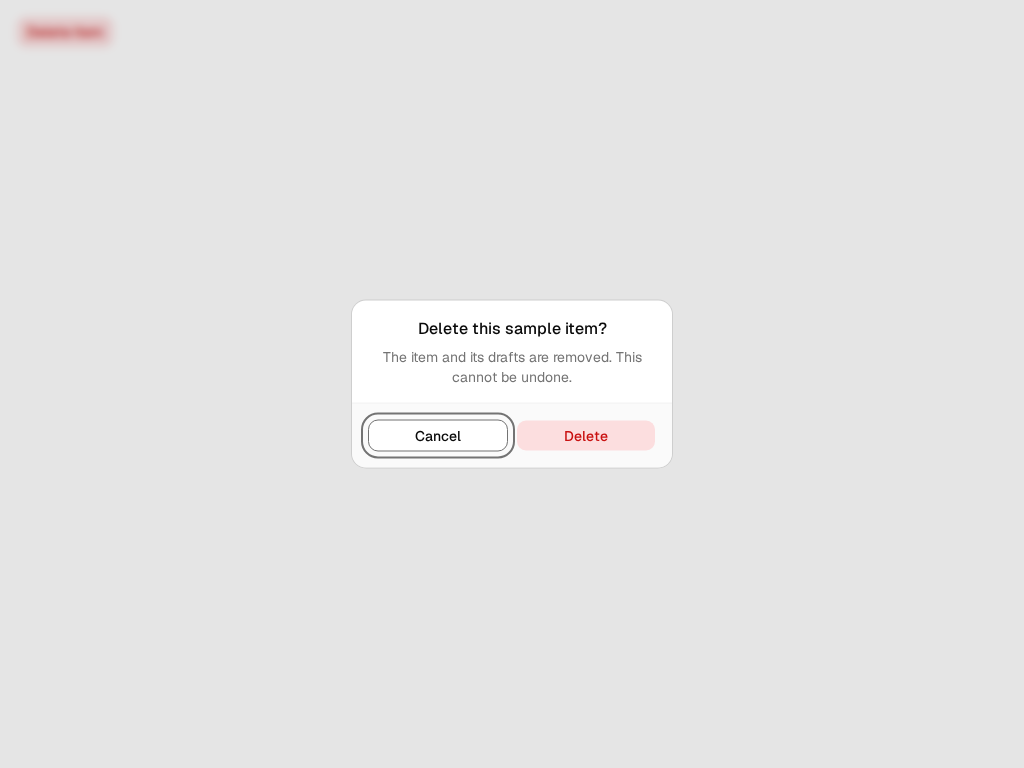 Delete this sample item?
The item and its drafts are removed. This
cannot be undone.
Cancel
Delete